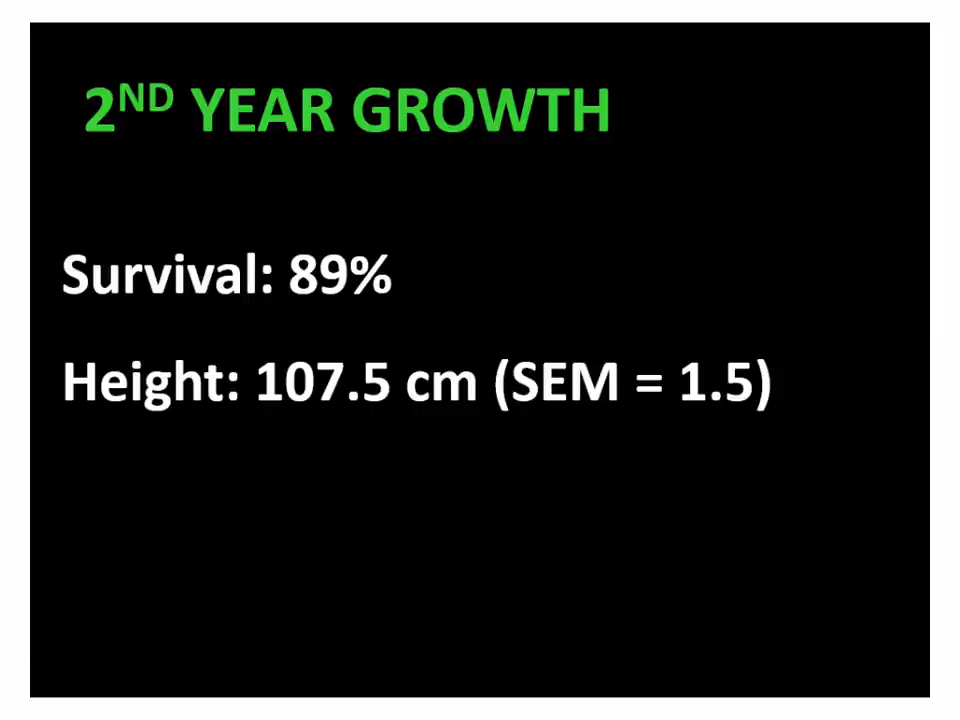 2ND YEAR GROWTH
Survival: 89%
Height: 107.5 cm (SEM = 1.5)